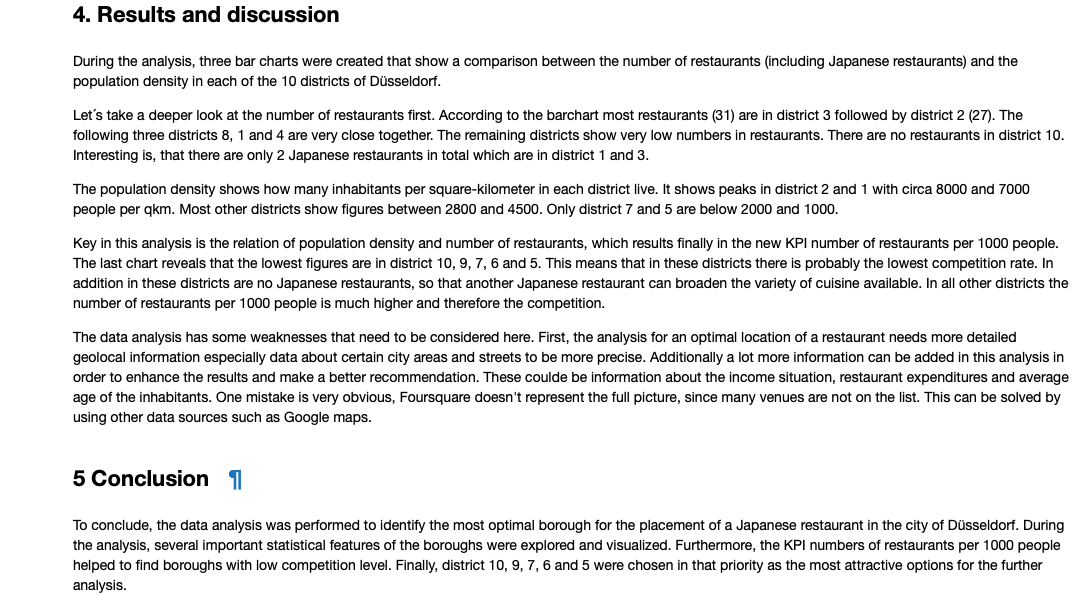 4. Results and discussion
During the analysis, three bar charts were created that show a comparison between the number of restaurants (including Japanese restaurants) and the
population density in each of the 10 districts of Düsseldorf.
Let´s take a deeper look at the number of restaurants first. According to the barchart most restaurants (31) are in district 3 followed by district 2 (27). The
following three districts 8, 1 and 4 are very close together. The remaining districts show very low numbers in restaurants. There are no restaurants in district 10.
Interesting is, that there are only 2 Japanese restaurants in total which are in district 1 and 3.
The population density shows how many inhabitants per square-kilometer in each district live. It shows peaks in district 2 and 1 with circa 8000 and 7000
people per qkm. Most other districts show figures between 2800 and 4500. Only district 7 and 5 are below 2000 and 1000.
Key in this analysis is the relation of population density and number of restaurants, which results finally in the new KPI number of restaurants per 1000 people.
The last chart reveals that the lowest figures are in district 10, 9, 7, 6 and 5. This means that in these districts there is probably the lowest competition rate. In
addition in these districts are no Japanese restaurants, so that another Japanese restaurant can broaden the variety of cuisine available. In all other districts the
number of restaurants per 1000 people is much higher and therefore the competition.
The data analysis has some weaknesses that need to be considered here. First, the analysis for an optimal location of a restaurant needs more detailed
geolocal information especially data about certain city areas and streets to be more precise. Additionally a lot more information can be added in this analysis in
order to enhance the results and make a better recommendation. These coulde be information about the income situation, restaurant expenditures and average
age of the inhabitants. One mistake is very obvious, Foursquare doesn't represent the full picture, since many venues are not on the list. This can be solved by
using other data sources such as Google maps.
5 Conclusion ¶
To conclude, the data analysis was performed to identify the most optimal borough for the placement of a Japanese restaurant in the city of Düsseldorf. During
the analysis, several important statistical features of the boroughs were explored and visualized. Furthermore, the KPI numbers of restaurants per 1000 people
helped to find boroughs with low competition level. Finally, district 10, 9, 7, 6 and 5 were chosen in that priority as the most attractive options for the further
analysis.